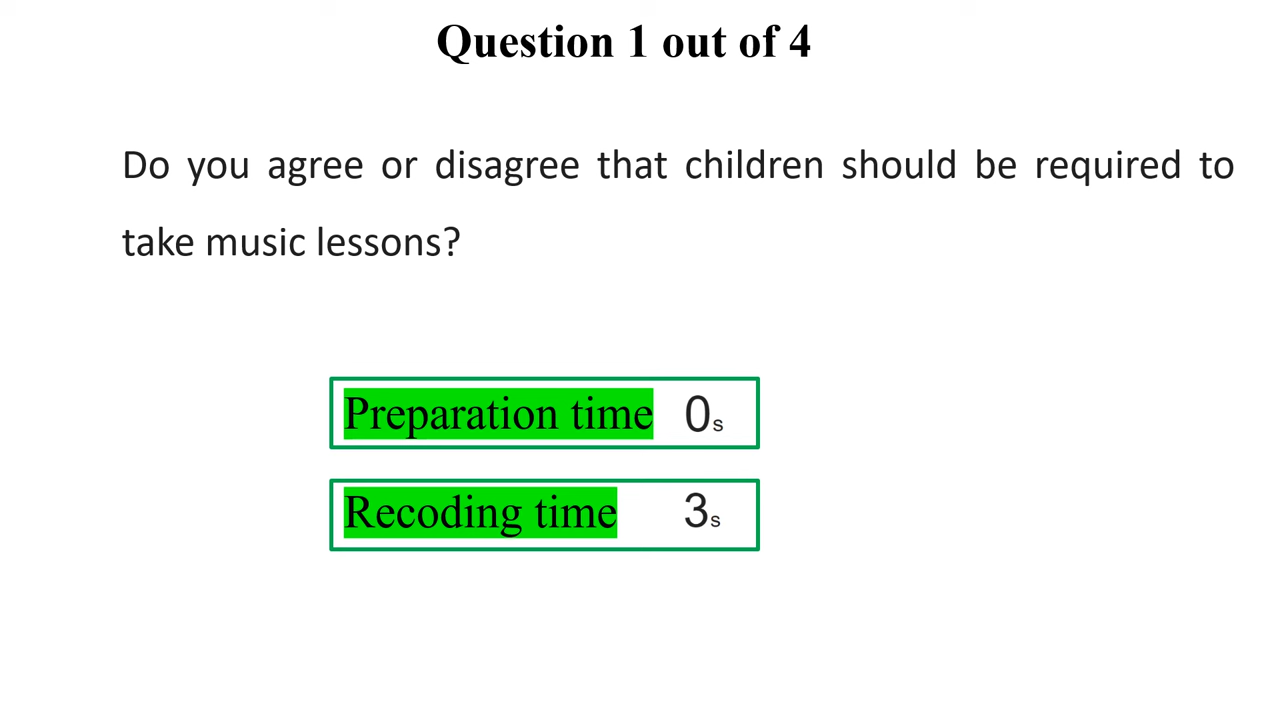 Question 1 out of 4
Do you agree or disagree that children should be required to
take music lessons?
Preparation time 0s
Recoding time 3s